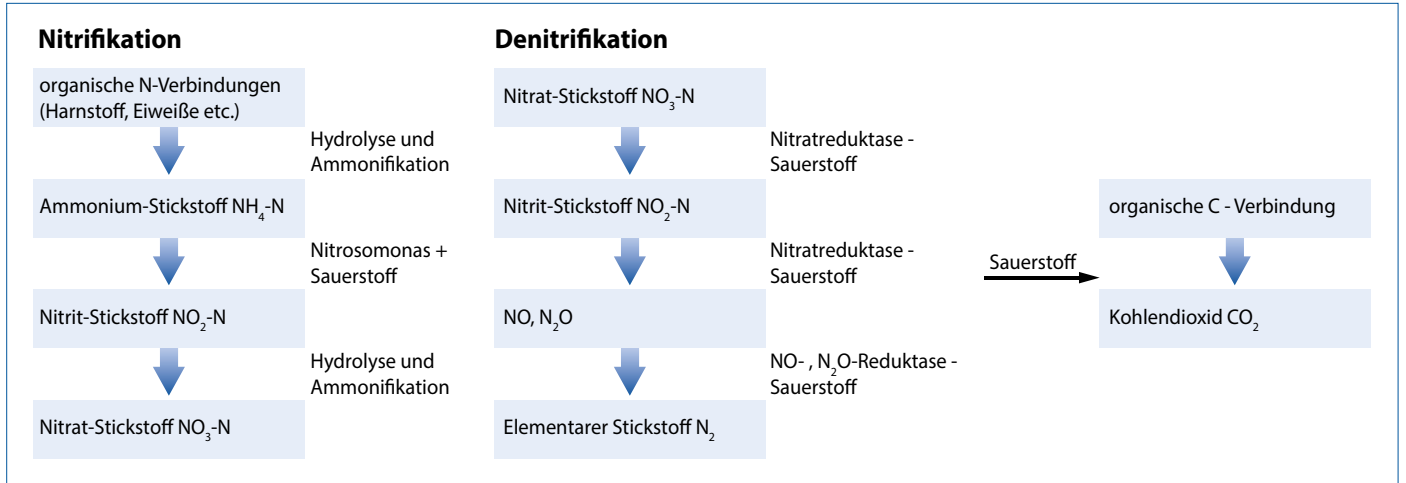 Nitrifikation
organische N-Verbindungen
(Harnstoff, Eiweiße etc.)
Hydrolyse und
Ammonifikation
Ammonium-Stickstoff NH₄-N
Nitrosomonas +
Sauerstoff
Nitrit-Stickstoff NO₂-N
Hydrolyse und
Ammonifikation
Nitrat-Stickstoff NO₃-N
Denitrifikation
Nitrat-Stickstoff NO₃-N
Nitratreduktase -
Sauerstoff
Nitrit-Stickstoff NO₂-N
Nitratreduktase -
Sauerstoff
NO, N₂O
NO- , N₂O-Reduktase -
Sauerstoff
Elementarer Stickstoff N₂
Sauerstoff
organische C - Verbindung
Kohlendioxid CO₂